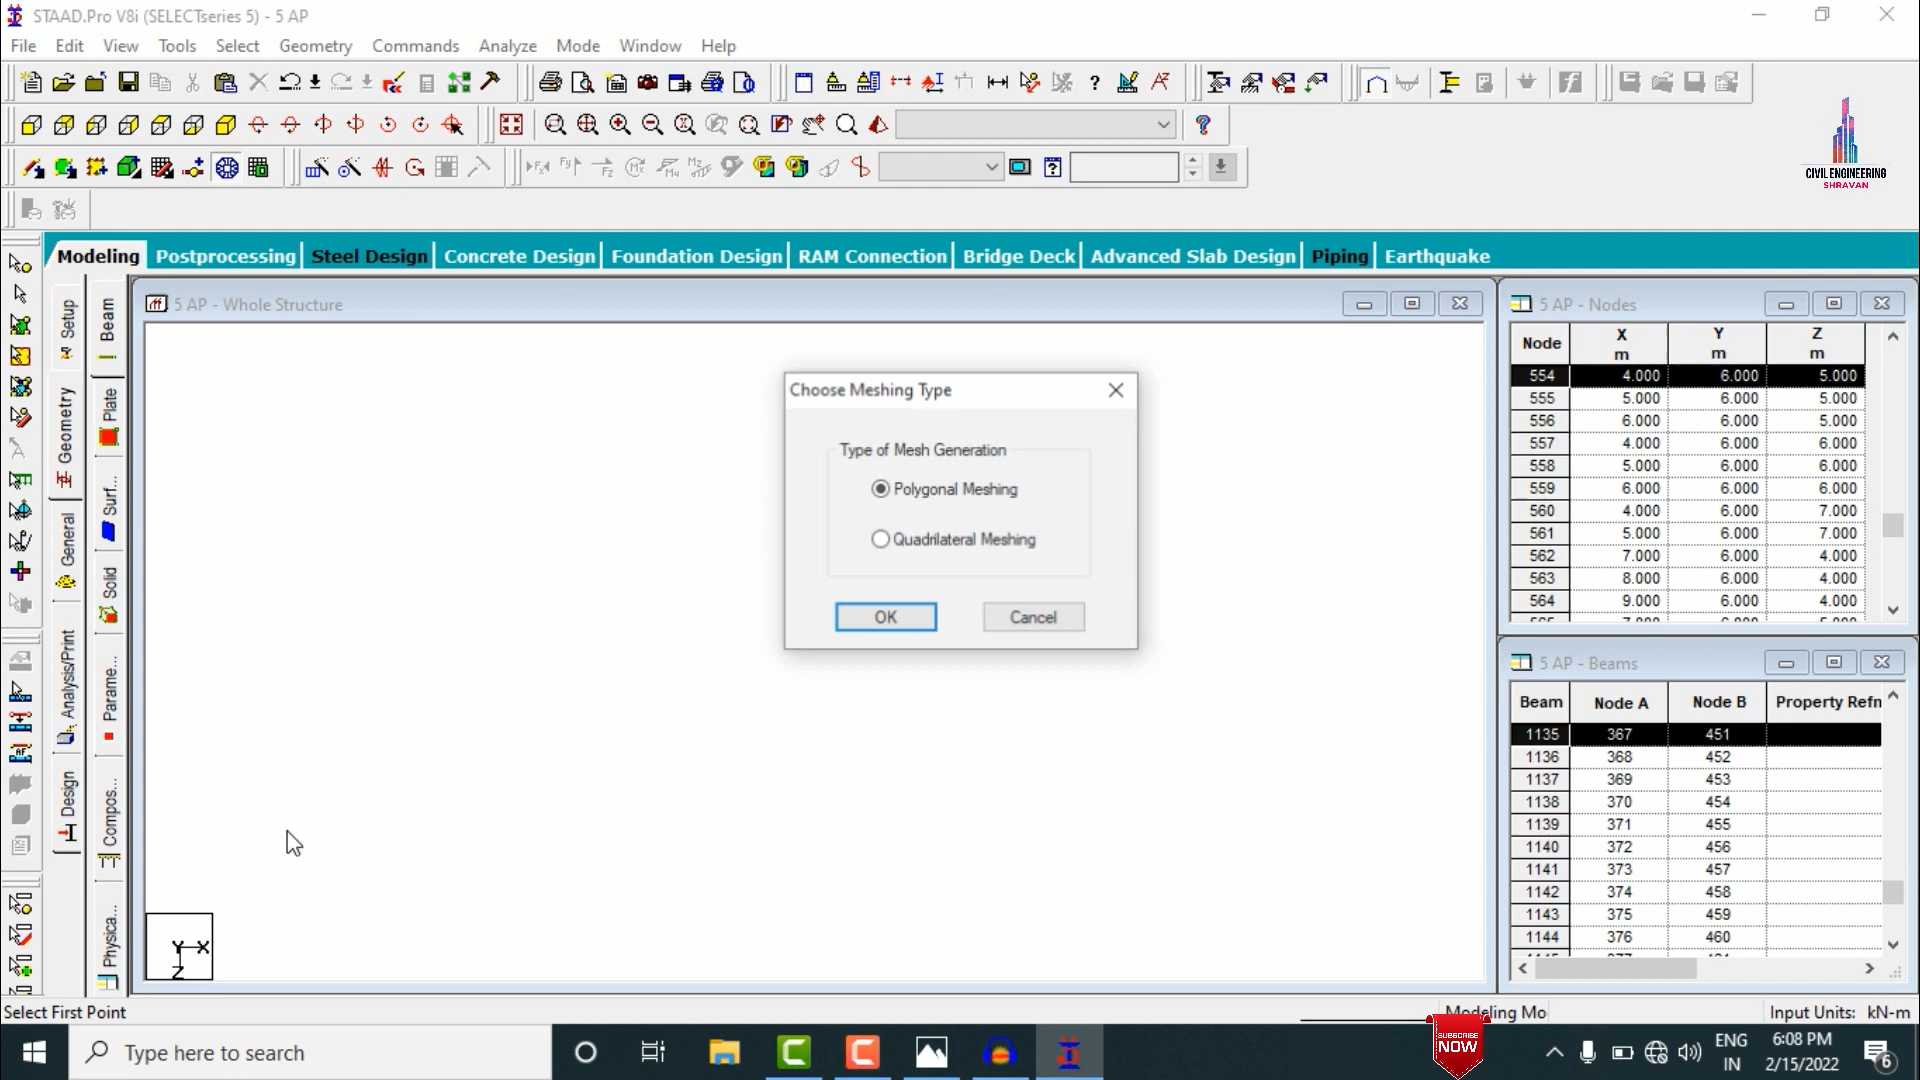 STAAD.Pro V8i (SELECTseries 5) - 5 AP
File Edit View Tools Select Geometry Commands Analyze Mode Window Help
CIVIL ENGINEERING
SHRAVAN
Modeling Postprocessing Steel Design Concrete Design Foundation Design RAM Connection Bridge Deck Advanced Slab Design Piping Earthquake
Setup
Geometry
General
Analysis/Print
Design
Beam
Plate
Surf...
Solid
Parame...
Compos...
Physica...
5 AP - Whole Structure
Choose Meshing Type
Type of Mesh Generation
Polygonal Meshing
Quadrilateral Meshing
OK Cancel
Y X
Z
5 AP - Nodes
Node X m Y m Z m
554 4.000 6.000 5.000
555 5.000 6.000 5.000
556 6.000 6.000 5.000
557 4.000 6.000 6.000
558 5.000 6.000 6.000
559 6.000 6.000 6.000
560 4.000 6.000 7.000
561 5.000 6.000 7.000
562 7.000 6.000 4.000
563 8.000 6.000 4.000
564 9.000 6.000 4.000
5 AP - Beams
Beam Node A Node B Property Refn
1135 367 451
1136 368 452
1137 369 453
1138 370 454
1139 371 455
1140 372 456
1141 373 457
1142 374 458
1143 375 459
1144 376 460
Select First Point
Modeling Mo
Input Units: kN-m
SUBSCRIBE
NOW
Type here to search
ENG
IN
6:08 PM
2/15/2022
6